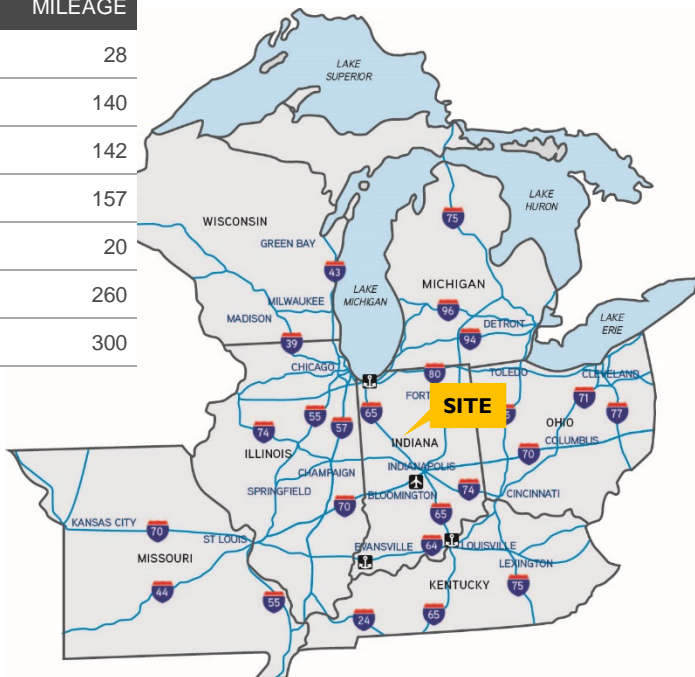 MILEAGE
28
140
142
157
20
260
300
LAKE
SUPERIOR
LAKE
HURON
75
WISCONSIN
GREEN BAY
43
LAKE
MICHIGAN
MICHIGAN
MILWAUKEE
MADISON
96
LAKE
ERIE
DETROIT
94
39
CHICAGO
80
TOLEDO
CLEVELAND
FORT
SITE
65
55
57
74
ILLINOIS
INDIANA
71
77
OHIO
COLUMBUS
70
INDIANAPOLIS
CHAMPAIGN
SPRINGFIELD
BLOOMINGTON
74
CINCINNATI
70
65
KANSAS CITY
70
ST LOUIS
EVANSVILLE
64
LOUISVILLE
MISSOURI
LEXINGTON
KENTUCKY
75
44
55
24
65